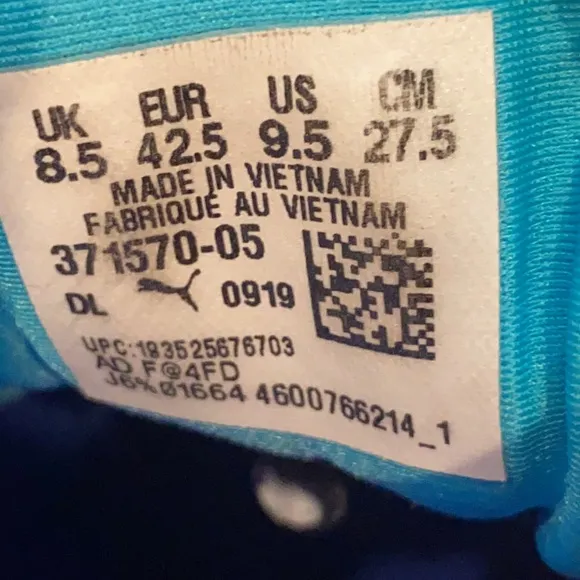 UK EUR US CM
8.5 42.5 9.5 27.5
MADE IN VIETNAM
FABRIQUÉ AU VIETNAM
371570-05
DL 0919
UPC:193525676703
AD F@4FD
J6%01664 4600766214_1